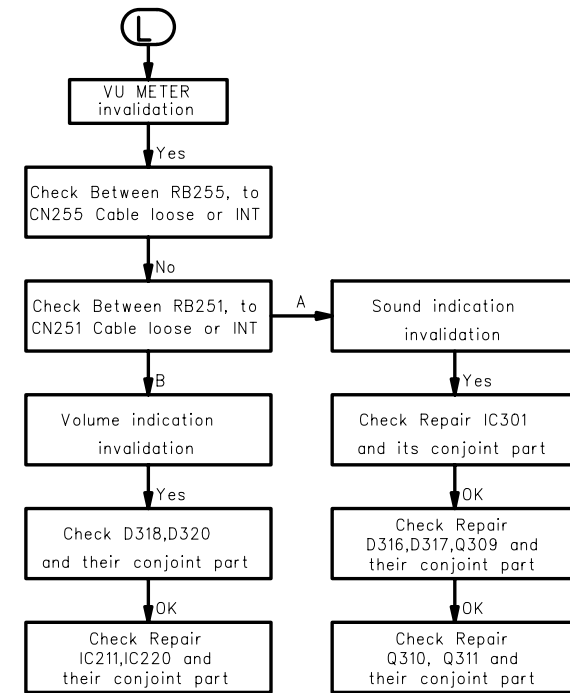 L
VU METER
invalidation
Yes
Check Between RB255, to
CN255 Cable loose or INT
No
Check Between RB251, to
CN251 Cable loose or INT
A
Sound indication
invalidation
B
Yes
Volume indication
invalidation
Check Repair IC301
and its conjoint part
Yes
OK
Check D318,D320
and their conjoint part
Check Repair
D316,D317,Q309 and
their conjoint part
OK
OK
Check Repair
IC211,IC220 and
their conjoint part
Check Repair
Q310, Q311 and
their conjoint part